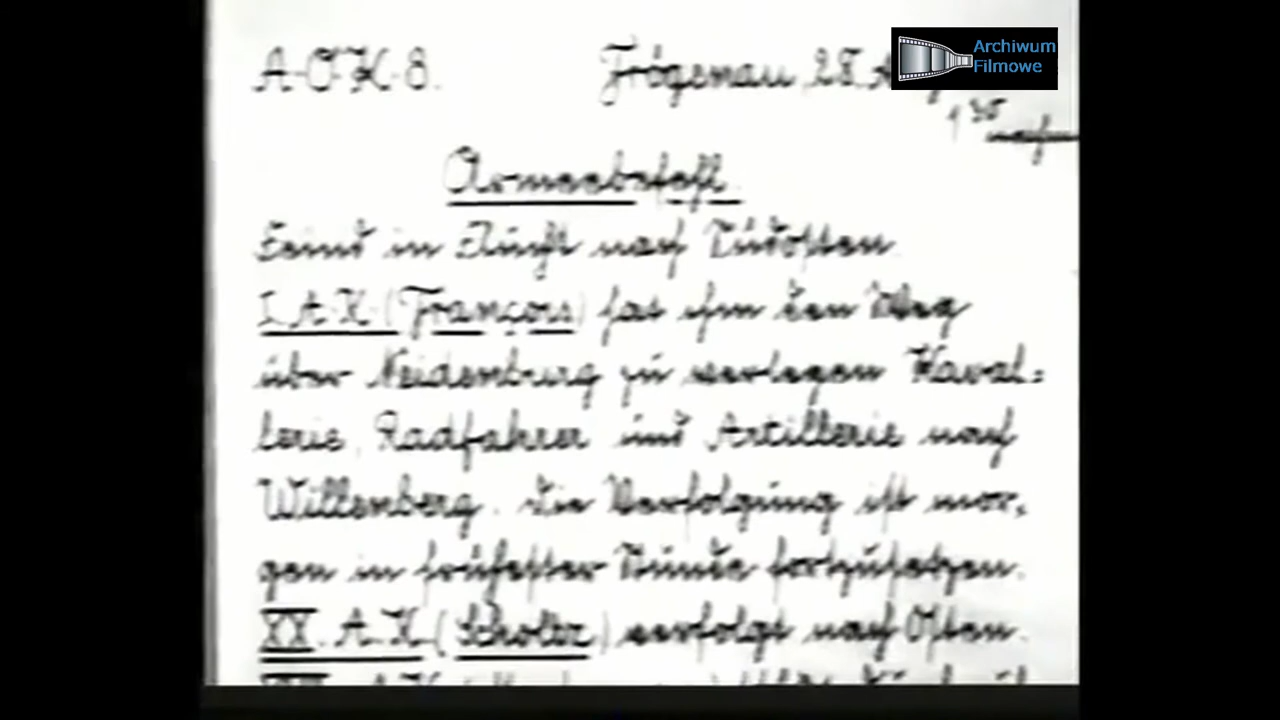 A.O.K.8. Frögenau, 28. A
Archiwum
Filmowe
1 30
Armeebefehl.
Feind in Flucht nach Südosten.
I. A.K. (François) hat ihm den Weg
über Neidenburg zu verlegen Kaval=
lerie, Radfahrer und Artillerie nach
Willenberg. Die Verfolgung ist mor,
gen in frühester Stunde fortzusetzen.
XX. A.K. (Scholtz) verfolgt nach Osten.